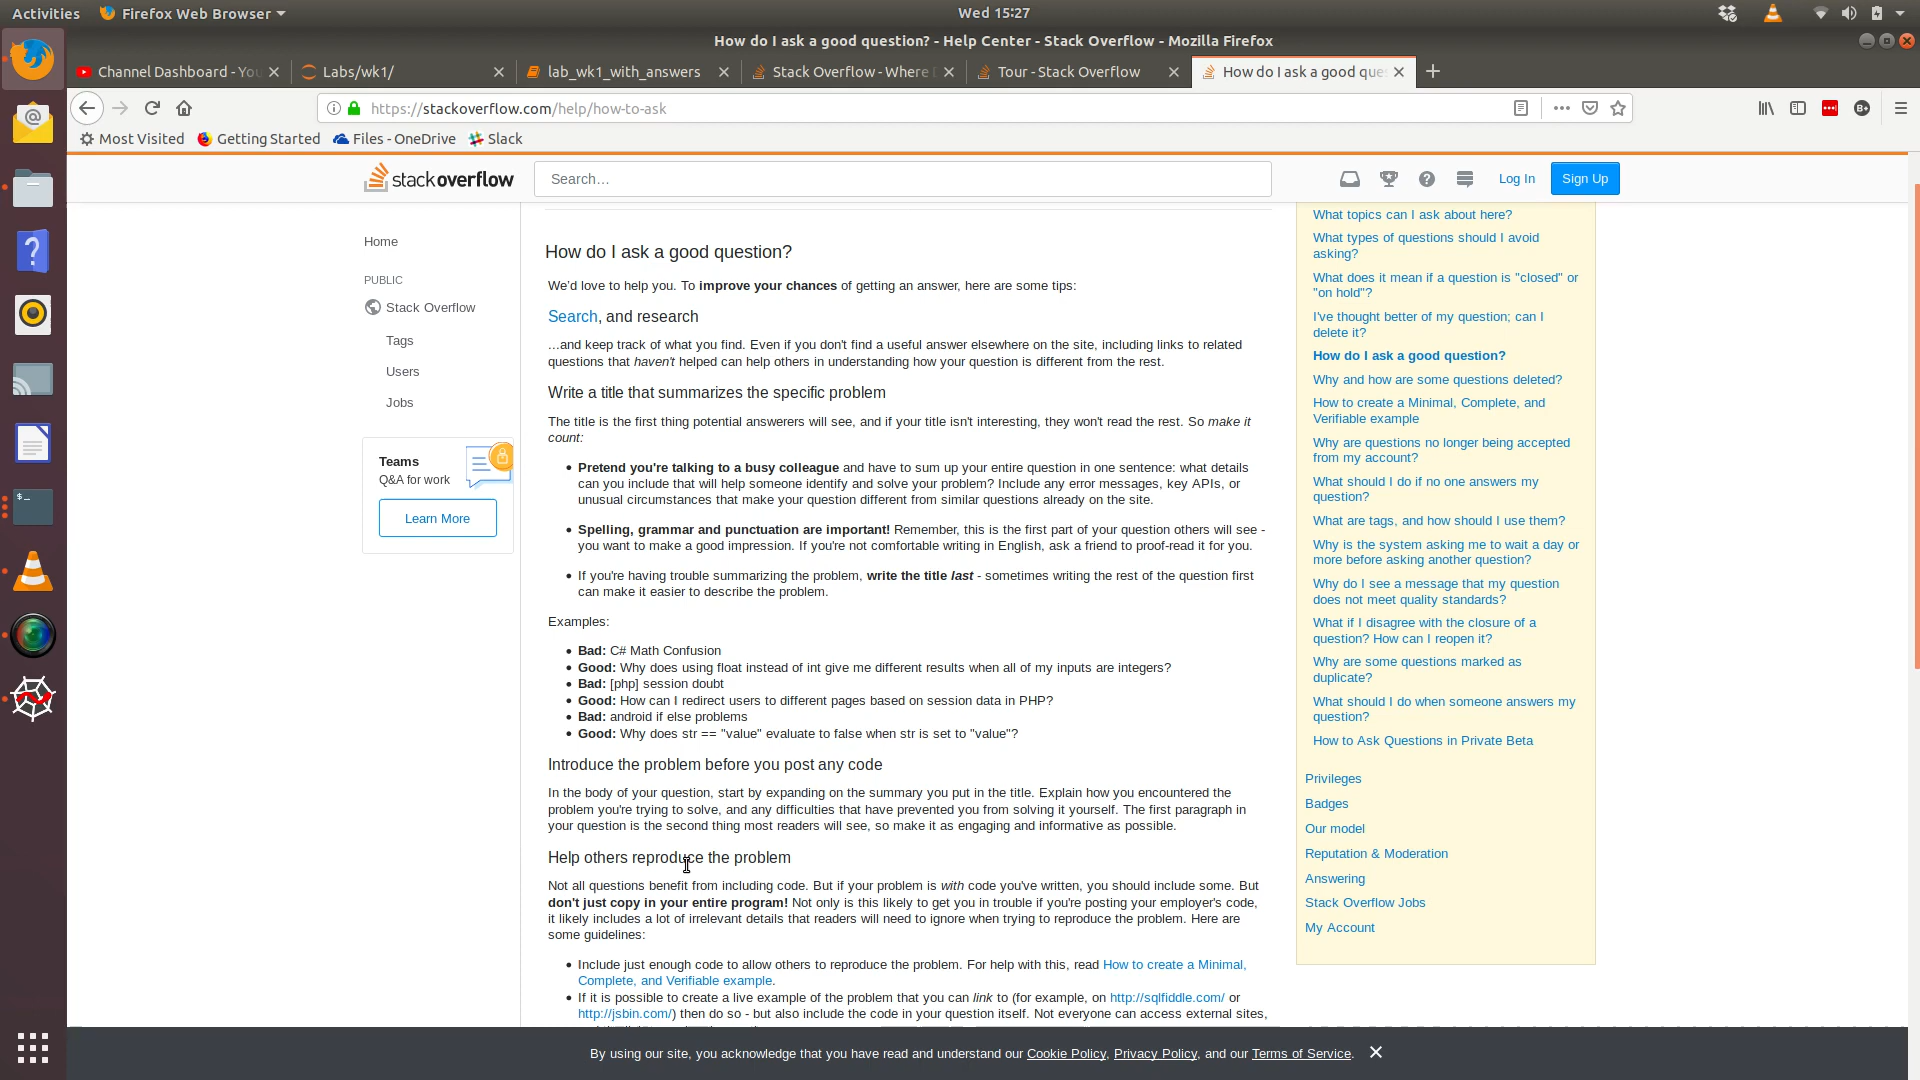 Activities
Firefox Web Browser
Wed 15:27
How do I ask a good question? - Help Center - Stack Overflow - Mozilla Firefox
Channel Dashboard - You
Labs/wk1/
lab_wk1_with_answers
Stack Overflow - Where
Tour - Stack Overflow
How do I ask a good que
https://stackoverflow.com/help/how-to-ask
Most Visited
Getting Started
Files - OneDrive
Slack
stackoverflow
Search…
Log In
Sign Up
Home
PUBLIC
Stack Overflow
Tags
Users
Jobs
Teams
Q&A for work
Learn More
How do I ask a good question?
We'd love to help you. To improve your chances of getting an answer, here are some tips:
Search, and research
...and keep track of what you find. Even if you don't find a useful answer elsewhere on the site, including links to related
questions that haven't helped can help others in understanding how your question is different from the rest.
Write a title that summarizes the specific problem
The title is the first thing potential answerers will see, and if your title isn't interesting, they won't read the rest. So make it
count:
Pretend you're talking to a busy colleague and have to sum up your entire question in one sentence: what details
can you include that will help someone identify and solve your problem? Include any error messages, key APIs, or
unusual circumstances that make your question different from similar questions already on the site.
Spelling, grammar and punctuation are important! Remember, this is the first part of your question others will see -
you want to make a good impression. If you're not comfortable writing in English, ask a friend to proof-read it for you.
If you're having trouble summarizing the problem, write the title last - sometimes writing the rest of the question first
can make it easier to describe the problem.
Examples:
Bad: C# Math Confusion
Good: Why does using float instead of int give me different results when all of my inputs are integers?
Bad: [php] session doubt
Good: How can I redirect users to different pages based on session data in PHP?
Bad: android if else problems
Good: Why does str == "value" evaluate to false when str is set to "value"?
Introduce the problem before you post any code
In the body of your question, start by expanding on the summary you put in the title. Explain how you encountered the
problem you're trying to solve, and any difficulties that have prevented you from solving it yourself. The first paragraph in
your question is the second thing most readers will see, so make it as engaging and informative as possible.
Help others reproduce the problem
Not all questions benefit from including code. But if your problem is with code you've written, you should include some. But
don't just copy in your entire program! Not only is this likely to get you in trouble if you're posting your employer's code,
it likely includes a lot of irrelevant details that readers will need to ignore when trying to reproduce the problem. Here are
some guidelines:
Include just enough code to allow others to reproduce the problem. For help with this, read How to create a Minimal,
Complete, and Verifiable example.
If it is possible to create a live example of the problem that you can link to (for example, on http://sqlfiddle.com/ or
http://jsbin.com/) then do so - but also include the code in your question itself. Not everyone can access external sites,
What topics can I ask about here?
What types of questions should I avoid
asking?
What does it mean if a question is "closed" or
"on hold"?
I've thought better of my question; can I
delete it?
How do I ask a good question?
Why and how are some questions deleted?
How to create a Minimal, Complete, and
Verifiable example
Why are questions no longer being accepted
from my account?
What should I do if no one answers my
question?
What are tags, and how should I use them?
Why is the system asking me to wait a day or
more before asking another question?
Why do I see a message that my question
does not meet quality standards?
What if I disagree with the closure of a
question? How can I reopen it?
Why are some questions marked as
duplicate?
What should I do when someone answers my
question?
How to Ask Questions in Private Beta
Privileges
Badges
Our model
Reputation & Moderation
Answering
Stack Overflow Jobs
My Account
By using our site, you acknowledge that you have read and understand our Cookie Policy, Privacy Policy, and our Terms of Service.